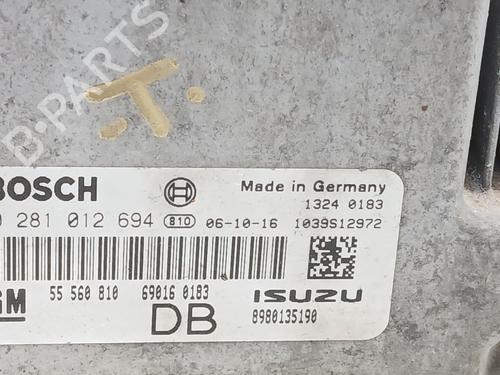 B-PARTS
T.
BOSCH
Made in Germany
1324 0183
0 281 012 694 810 06-10-16 1039S12972
55 560 810 690160 0183 ISUZU
GM DB 8980135190